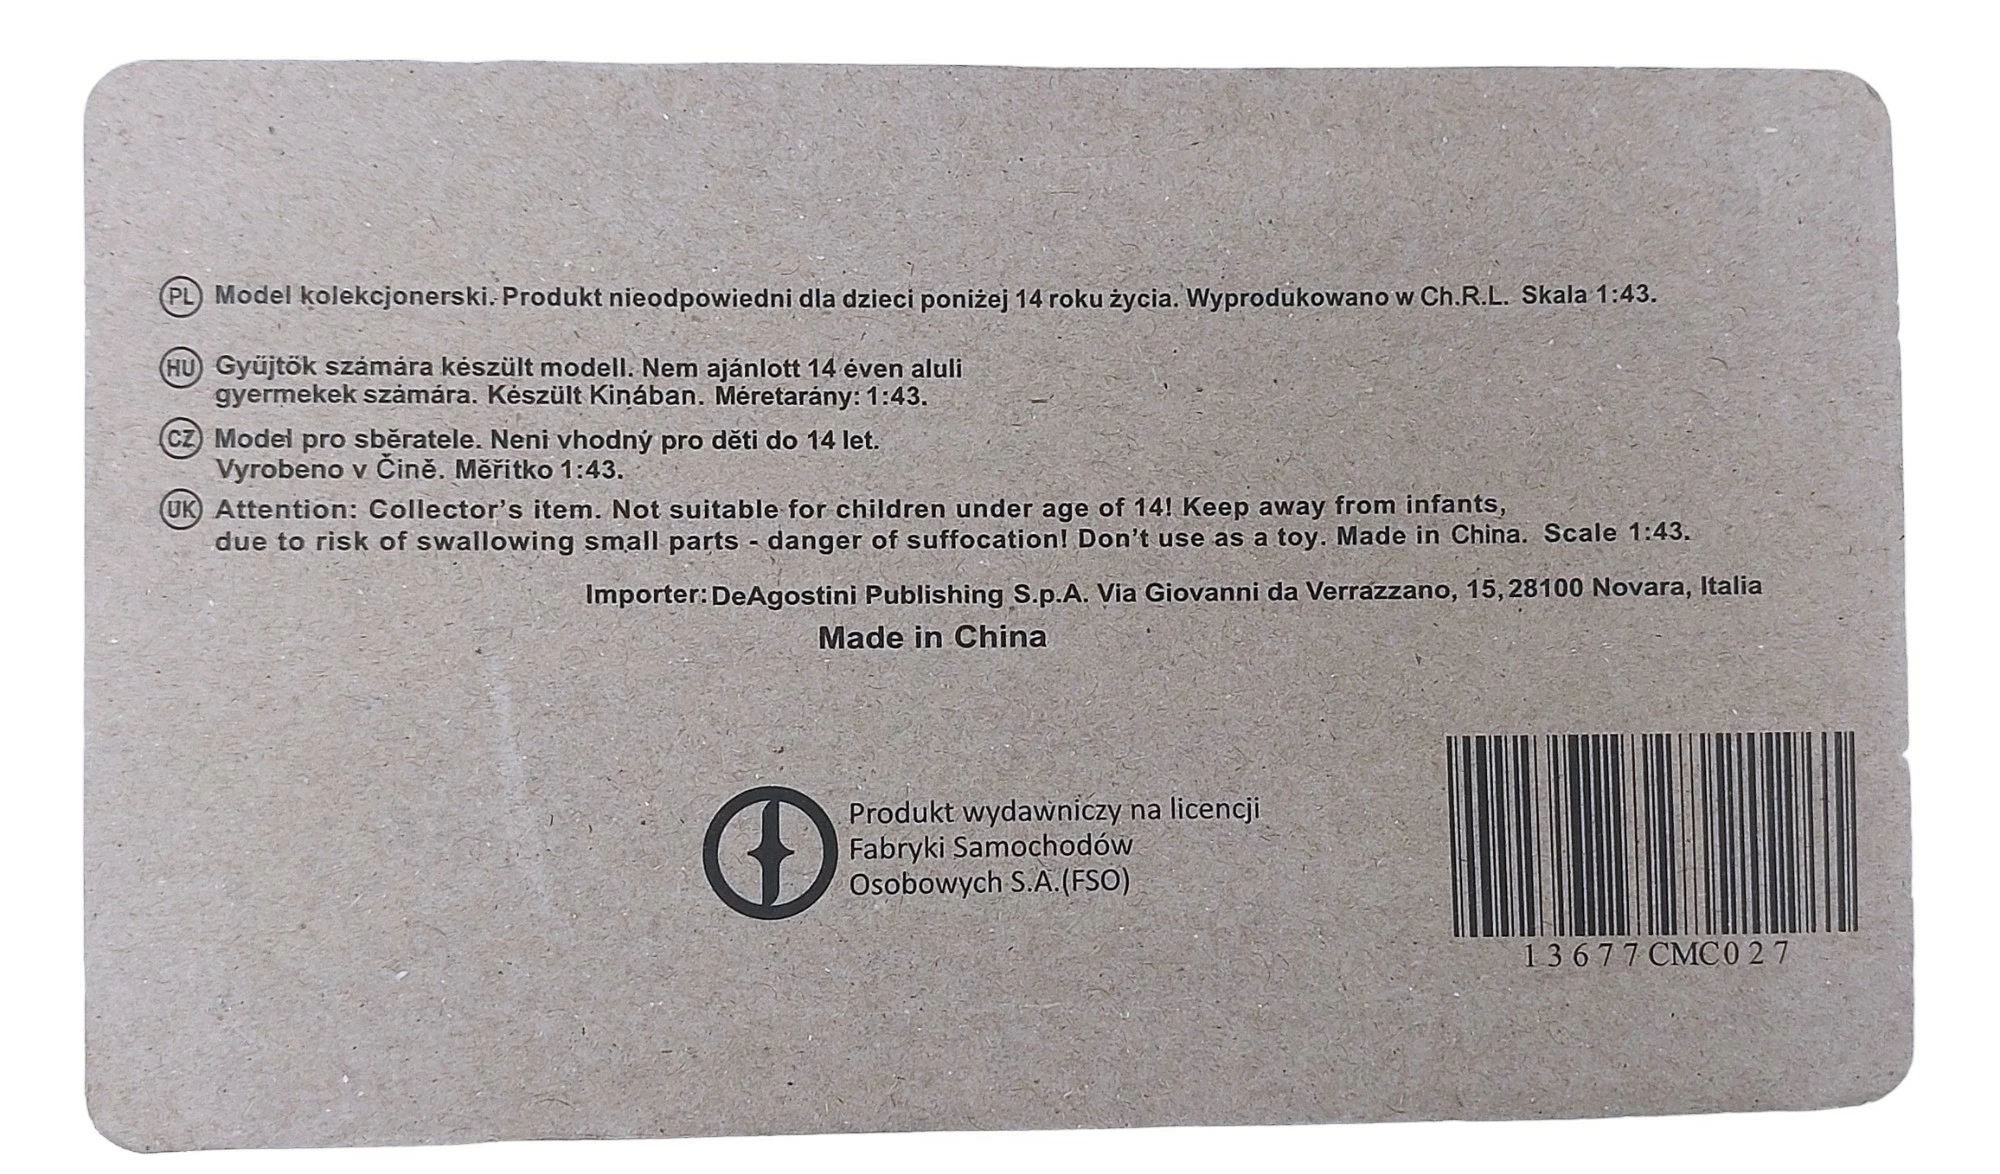 PL Model kolekcjonerski. Produkt nieodpowiedni dla dzieci poniżej 14 roku życia. Wyprodukowano w Ch.R.L. Skala 1:43.
HU Gyűjtők számára készült modell. Nem ajánlott 14 éven aluli
gyermekek számára. Készült Kinában. Méretarány: 1:43.
CZ Model pro sběratele. Neni vhodný pro děti do 14 let.
Vyrobeno v Čině. Měřitko 1:43.
UK Attention: Collector's item. Not suitable for children under age of 14! Keep away from infants,
due to risk of swallowing small parts - danger of suffocation! Don't use as a toy. Made in China. Scale 1:43.
Importer: DeAgostini Publishing S.p.A. Via Giovanni da Verrazzano, 15, 28100 Novara, Italia
Made in China
Produkt wydawniczy na licencji
Fabryki Samochodów
Osobowych S.A.(FSO)
13677CMC027